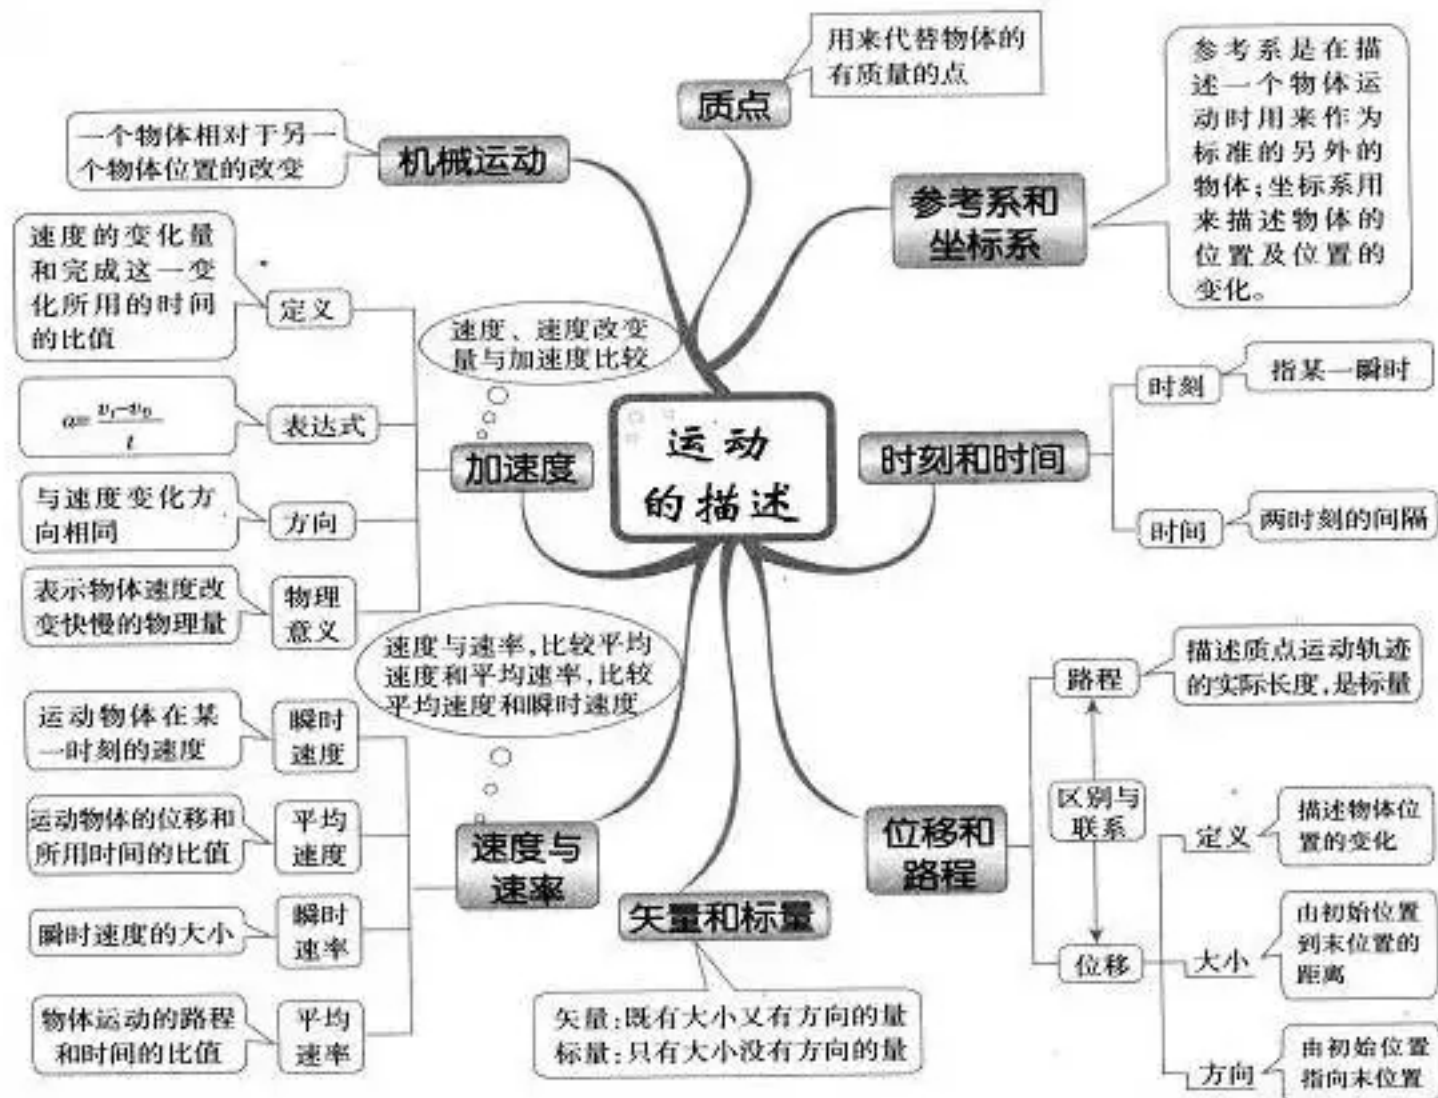 运动
的描述
质点
用来代替物体的
有质量的点
参考系和
坐标系
参考系是在描
述一个物体运
动时用来作为
标准的另外的
物体;坐标系用
来描述物体的
位置及位置的
变化。
机械运动
一个物体相对于另一
个物体位置的改变
时刻和时间
时刻
指某一瞬时
时间
两时刻的间隔
加速度
速度、速度改变
量与加速度比较
定义
速度的变化量
和完成这一变
化所用的时间
的比值
表达式
a=(vₜ-v₀)/t
方向
与速度变化方
向相同
物理
意义
表示物体速度改
变快慢的物理量
速度与
速率
速度与速率,比较平均
速度和平均速率,比较
平均速度和瞬时速度
瞬时
速度
运动物体在某
一时刻的速度
平均
速度
运动物体的位移和
所用时间的比值
瞬时
速率
瞬时速度的大小
平均
速率
物体运动的路程
和时间的比值
矢量和标量
矢量:既有大小又有方向的量
标量:只有大小没有方向的量
位移和
路程
路程
描述质点运动轨迹
的实际长度,是标量
区别与
联系
位移
定义
描述物体位
置的变化
大小
由初始位置
到末位置的
距离
方向
由初始位置
指向末位置